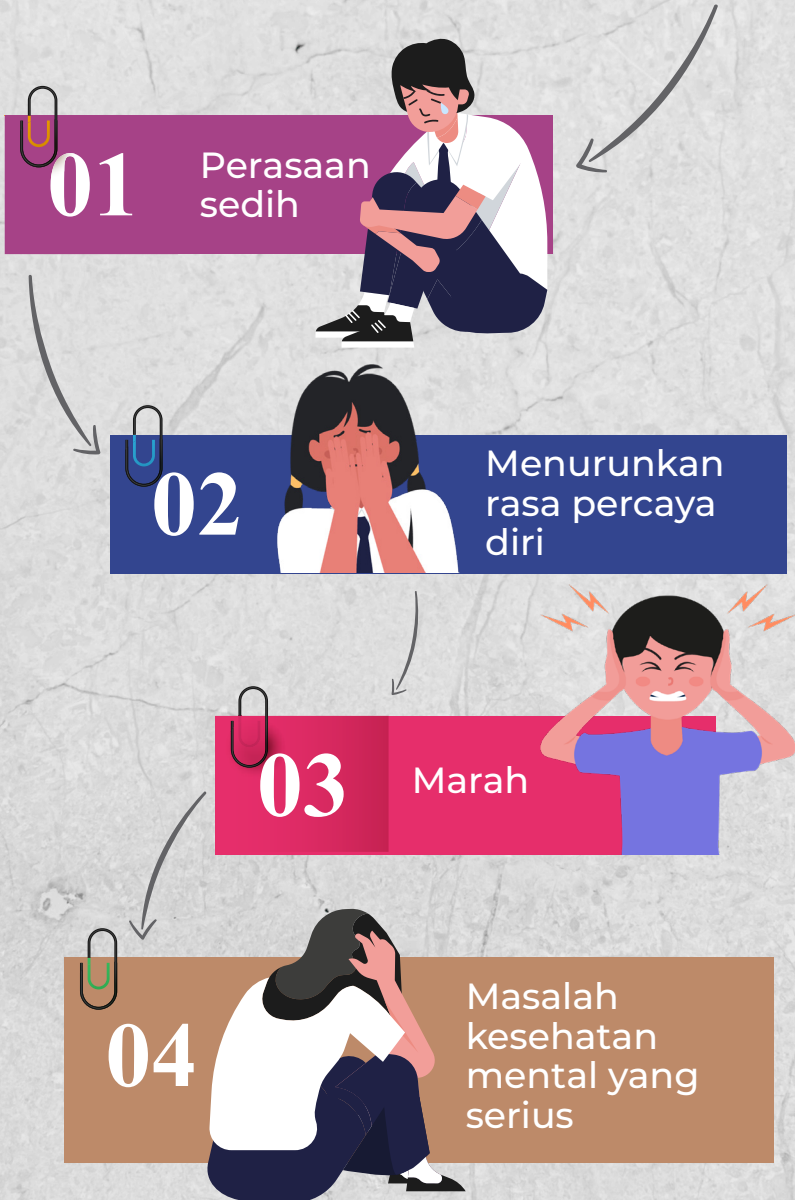 01
Perasaan
sedih
02
Menurunkan
rasa percaya
diri
03
Marah
04
Masalah
kesehatan
mental yang
serius